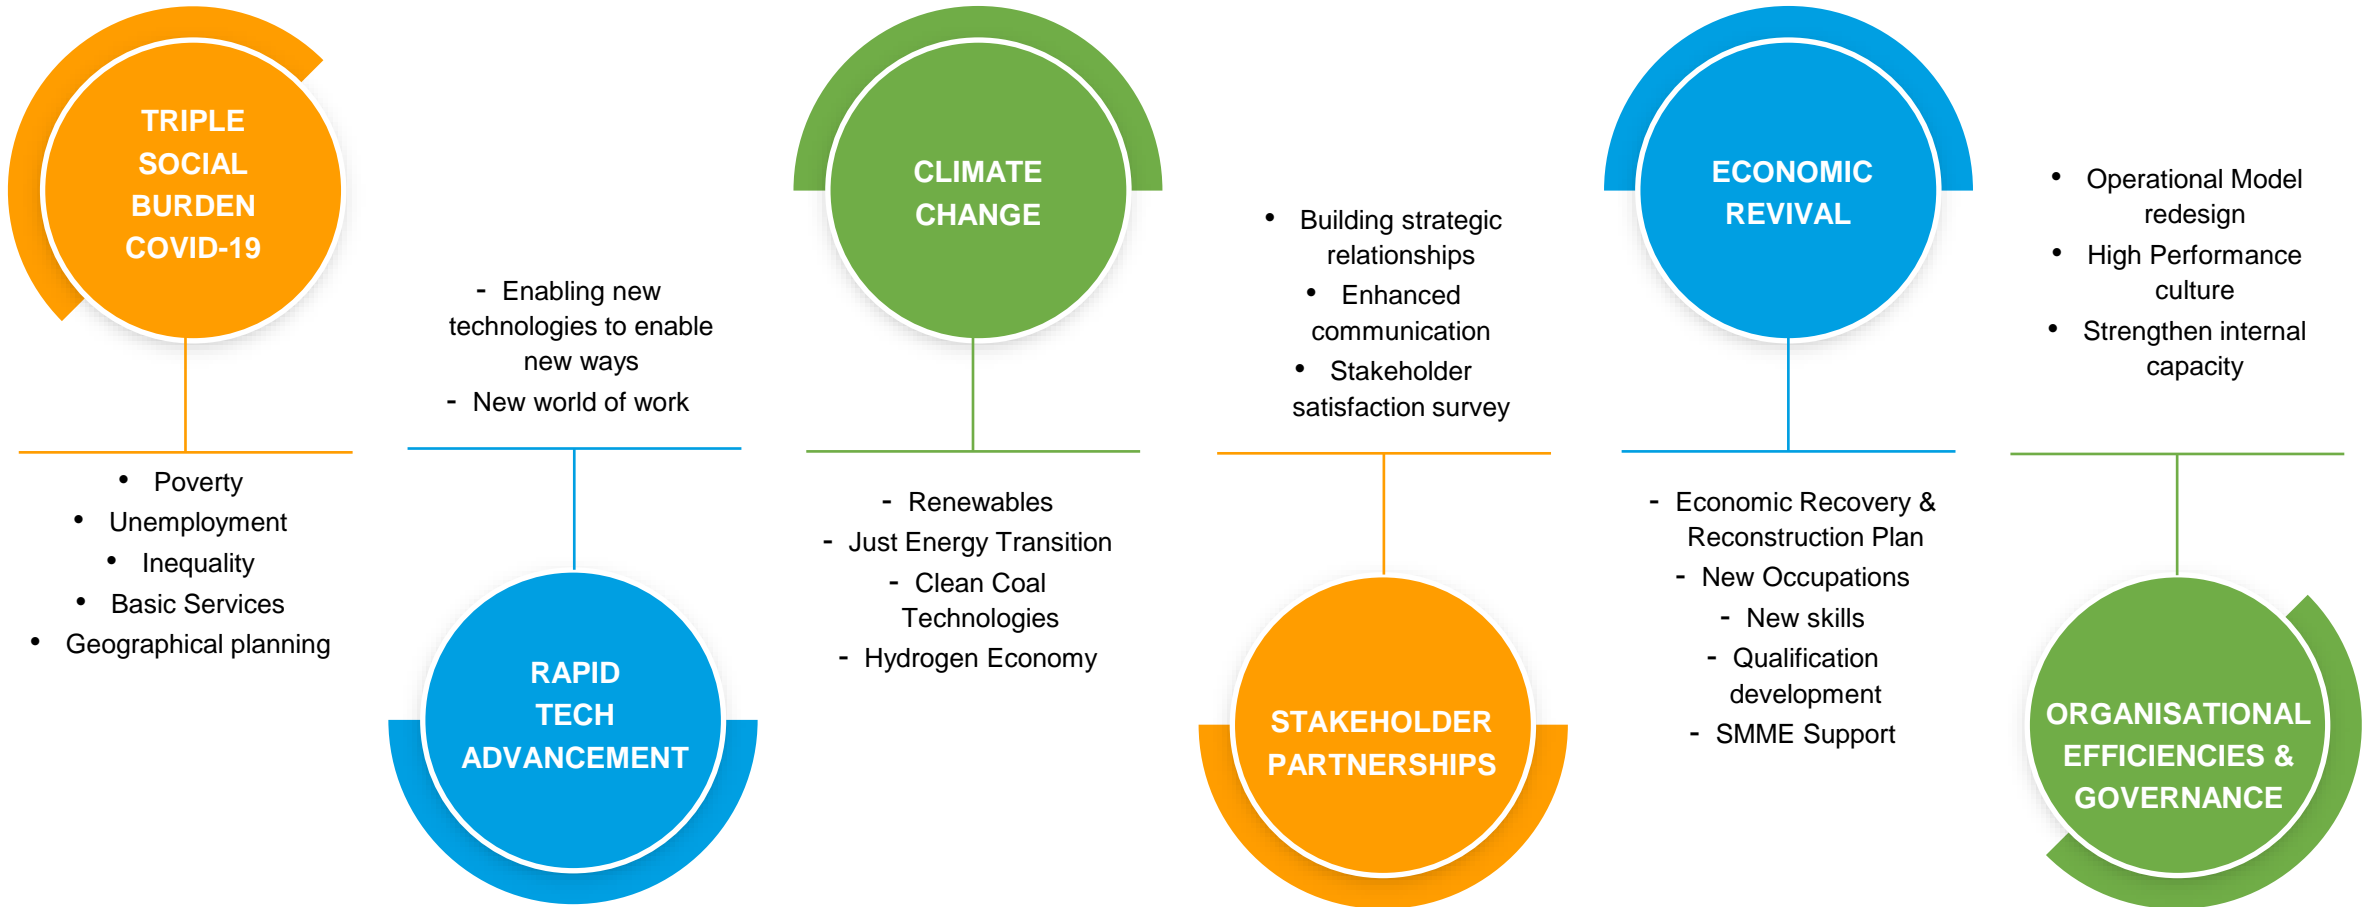 TRIPLE
SOCIAL
BURDEN
COVID-19
• Poverty
• Unemployment
• Inequality
• Basic Services
• Geographical planning
- Enabling new
technologies to enable
new ways
- New world of work
RAPID
TECH
ADVANCEMENT
CLIMATE
CHANGE
- Renewables
- Just Energy Transition
- Clean Coal
Technologies
- Hydrogen Economy
• Building strategic
relationships
• Enhanced
communication
• Stakeholder
satisfaction survey
STAKEHOLDER
PARTNERSHIPS
ECONOMIC
REVIVAL
- Economic Recovery &
Reconstruction Plan
- New Occupations
- New skills
- Qualification
development
- SMME Support
• Operational Model
redesign
• High Performance
culture
• Strengthen internal
capacity
ORGANISATIONAL
EFFICIENCIES &
GOVERNANCE